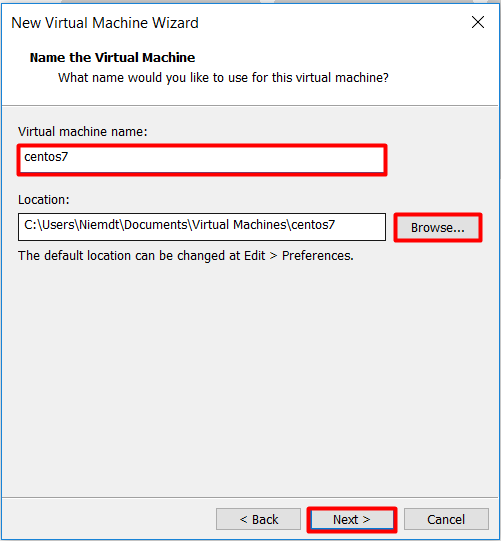 New Virtual Machine Wizard
Name the Virtual Machine
What name would you like to use for this virtual machine?
Virtual machine name:
centos7
Location:
C:\Users\Niemdt\Documents\Virtual Machines\centos7
Browse...
The default location can be changed at Edit > Preferences.
< Back
Next >
Cancel